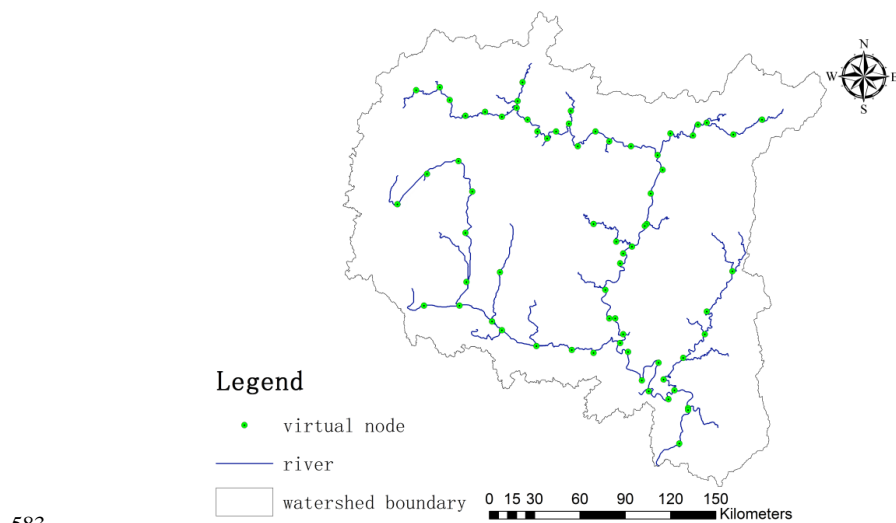 N
W E
S
Legend
virtual node
river
watershed boundary
0 15 30 60 90 120 150
Kilometers